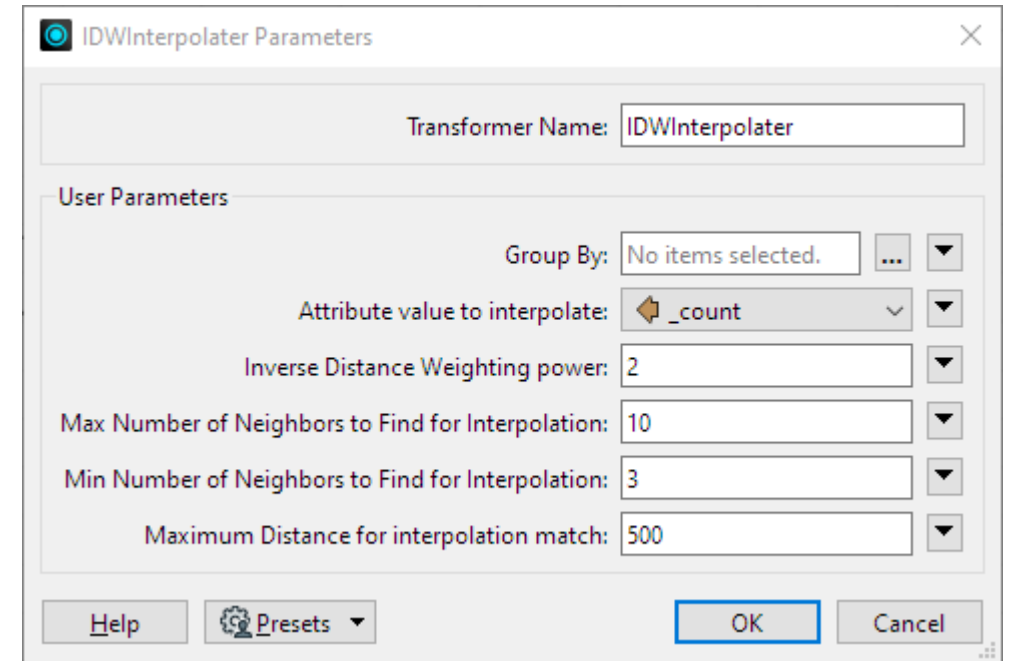 IDWInterpolater Parameters
Transformer Name: IDWInterpolater
User Parameters
Group By: No items selected. ...
Attribute value to interpolate: _count
Inverse Distance Weighting power: 2
Max Number of Neighbors to Find for Interpolation: 10
Min Number of Neighbors to Find for Interpolation: 3
Maximum Distance for interpolation match: 500
Help Presets OK Cancel